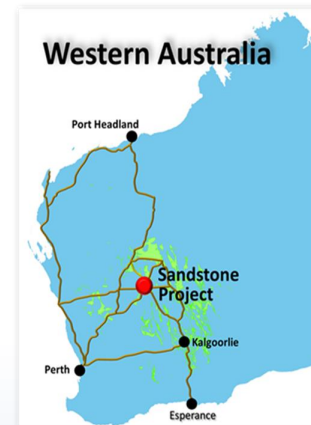 Western Australia
Port Headland
Sandstone
Project
Kalgoorlie
Perth
Esperance